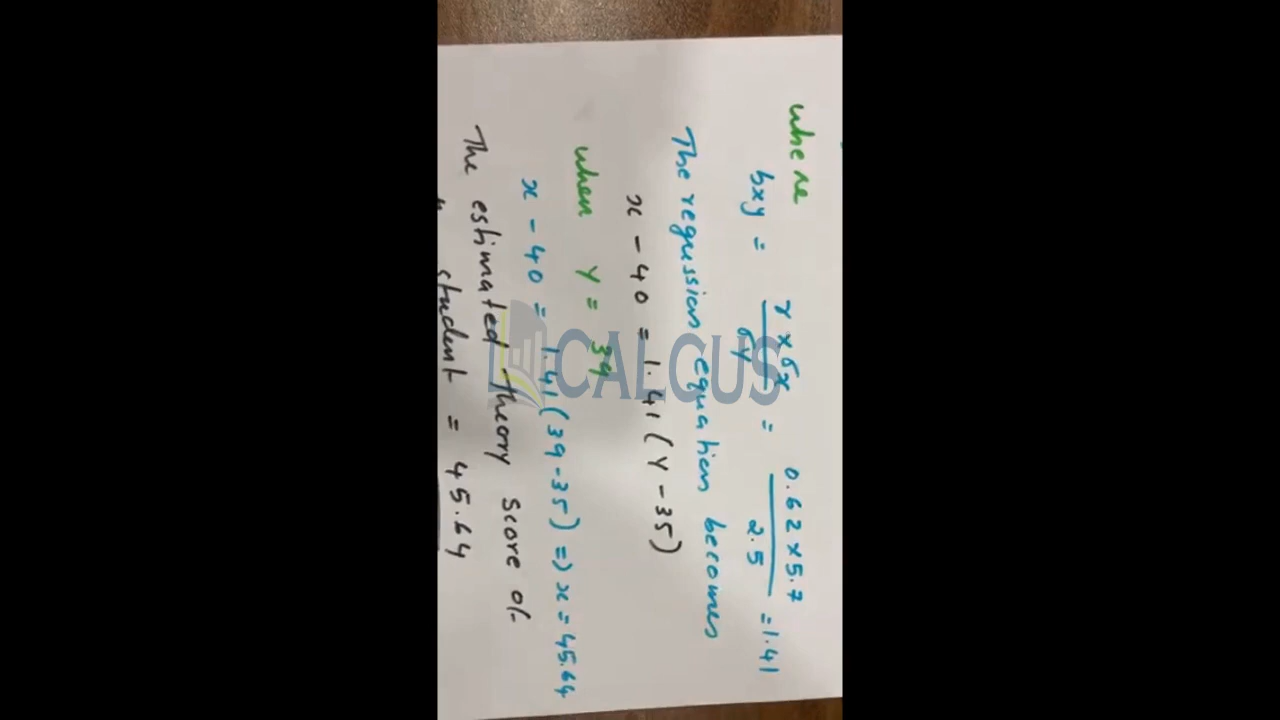 where
bxy = r × σx / σy = 0.62 × 5.7 / 2.5 = 1.41
The regression equation becomes
x - 40 = 1.41 (y - 35)
when y = 39
x - 40 = 1.41 (39 - 35) => x = 45.64
The estimated theory score of
student = 45.64
CALCUS